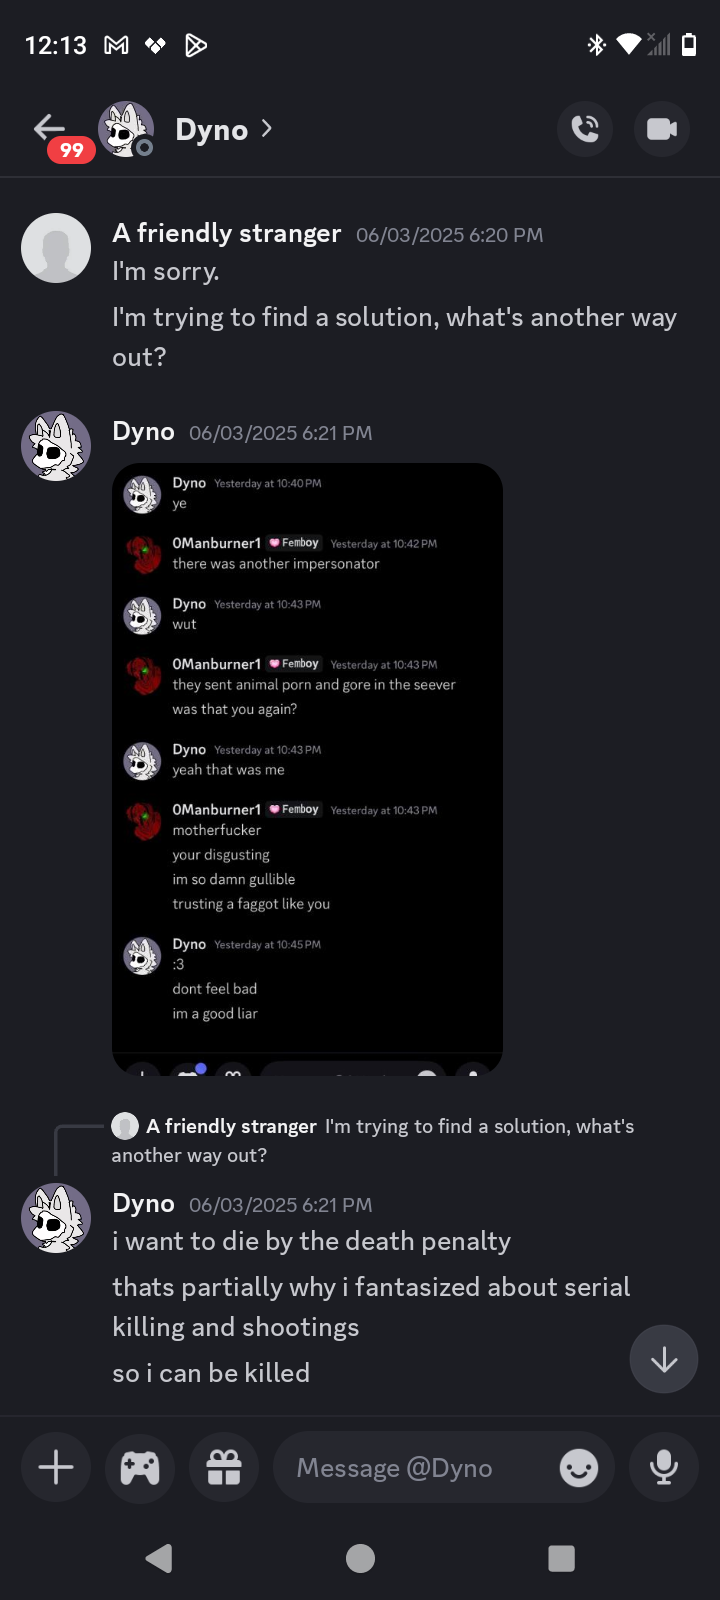 12:13
99
Dyno
A friendly stranger 06/03/2025 6:20 PM
I'm sorry.
I'm trying to find a solution, what's another way
out?
Dyno 06/03/2025 6:21 PM
Dyno Yesterday at 10:40 PM
ye
0Manburner1 Femboy Yesterday at 10:42 PM
there was another impersonator
Dyno Yesterday at 10:43 PM
wut
0Manburner1 Femboy Yesterday at 10:43 PM
they sent animal porn and gore in the seever
was that you again?
Dyno Yesterday at 10:43 PM
yeah that was me
0Manburner1 Femboy Yesterday at 10:43 PM
motherfucker
your disgusting
im so damn gullible
trusting a faggot like you
Dyno Yesterday at 10:45 PM
:3
dont feel bad
im a good liar
A friendly stranger I'm trying to find a solution, what's
another way out?
Dyno 06/03/2025 6:21 PM
i want to die by the death penalty
thats partially why i fantasized about serial
killing and shootings
so i can be killed
Message @Dyno